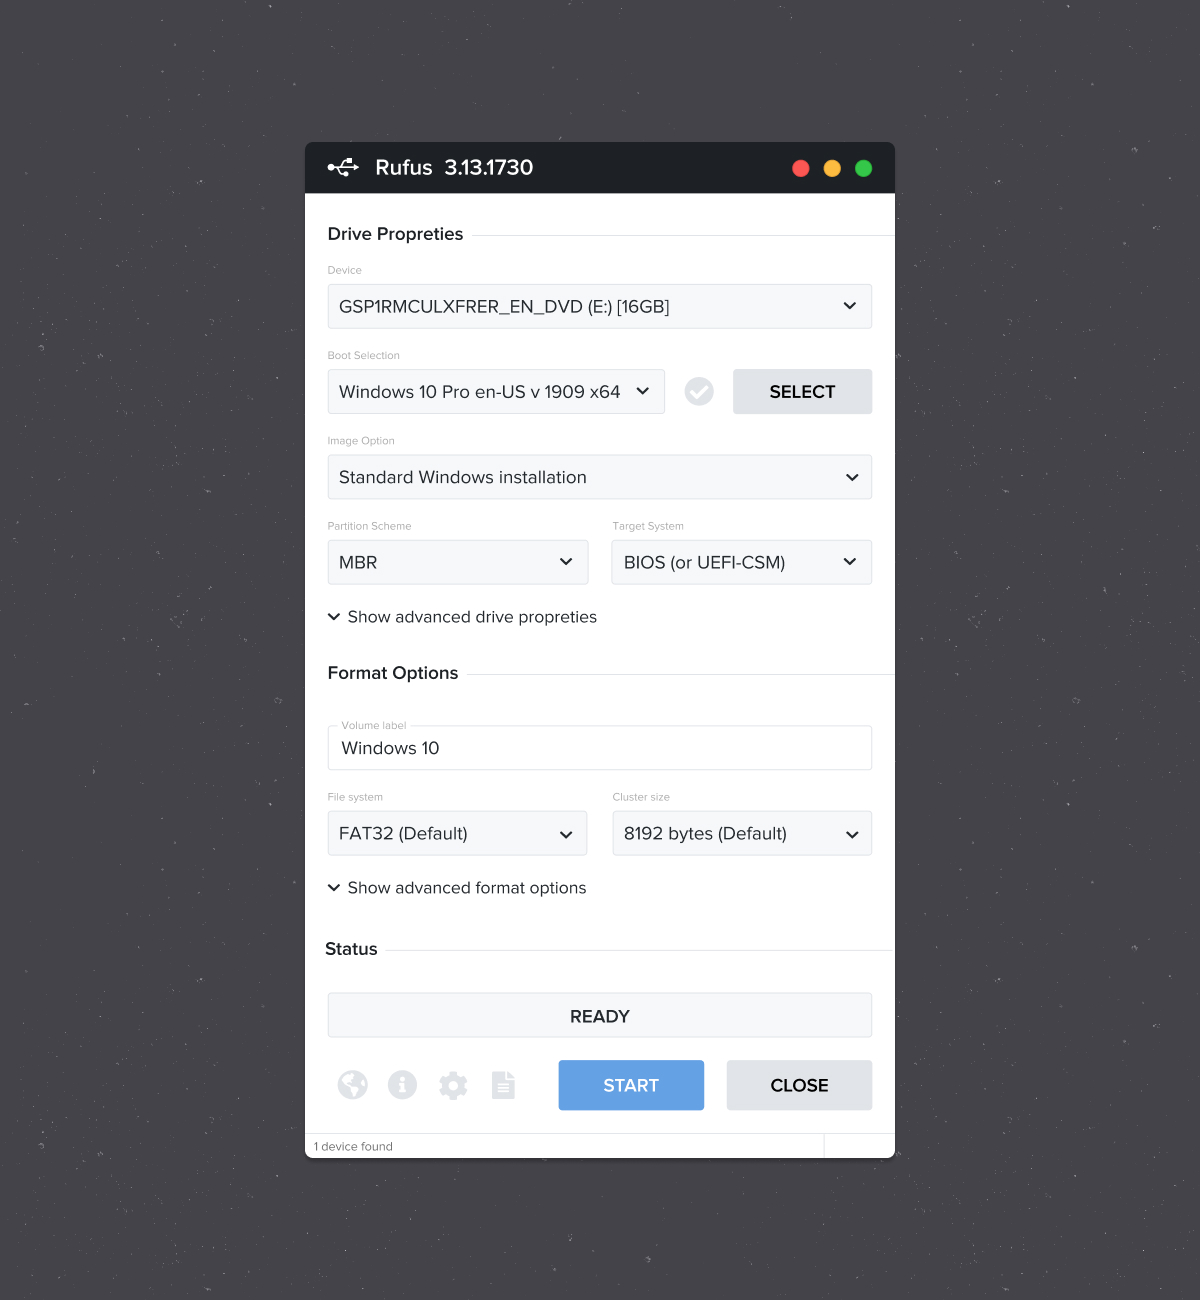 Rufus 3.13.1730
Drive Propreties
Device
GSP1RMCULXFRER_EN_DVD (E:) [16GB]
Boot Selection
Windows 10 Pro en-US v 1909 x64
SELECT
Image Option
Standard Windows installation
Partition Scheme
Target System
MBR
BIOS (or UEFI-CSM)
Show advanced drive propreties
Format Options
Volume label
Windows 10
File system
Cluster size
FAT32 (Default)
8192 bytes (Default)
Show advanced format options
Status
READY
START
CLOSE
1 device found